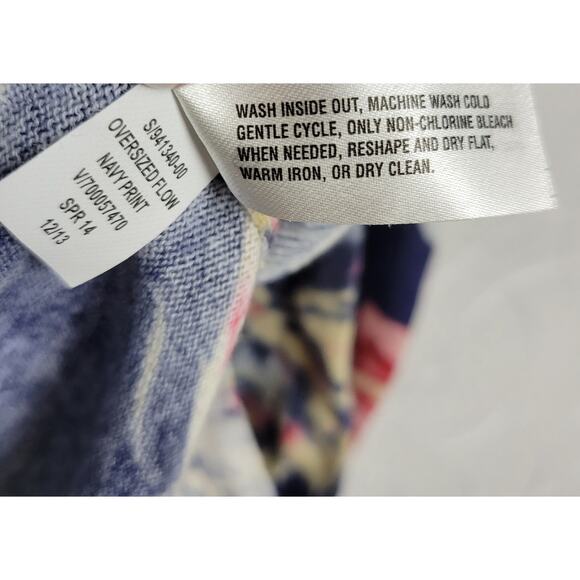 S/941340-00
OVERSIZED FLOW
NAVY PRINT
V/700057470
SPR 14
12/13
WASH INSIDE OUT, MACHINE WASH COLD
GENTLE CYCLE, ONLY NON-CHLORINE BLEACH
WHEN NEEDED, RESHAPE AND DRY FLAT,
WARM IRON, OR DRY CLEAN.